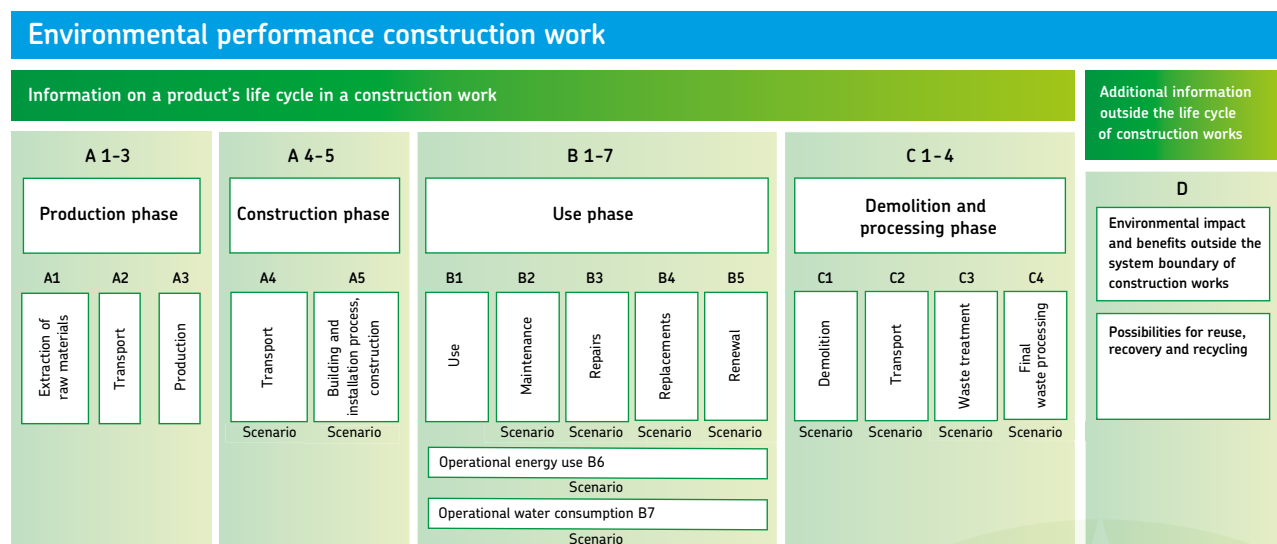 Environmental performance construction work
Information on a product's life cycle in a construction work
Additional information
outside the life cycle
of construction works
A 1-3
Production phase
A1
A2
A3
Extraction of
raw materials
Transport
Production
A 4-5
Construction phase
A4
A5
Transport
Building and
installation process,
construction
Scenario
Scenario
B 1-7
Use phase
B1
B2
B3
B4
B5
Use
Maintenance
Repairs
Replacements
Renewal
Scenario
Scenario
Scenario
Scenario
Operational energy use B6
Scenario
Operational water consumption B7
Scenario
C 1-4
Demolition and
processing phase
C1
C2
C3
C4
Demolition
Transport
Waste treatment
Final
waste processing
Scenario
Scenario
Scenario
Scenario
D
Environmental impact
and benefits outside the
system boundary of
construction works
Possibilities for reuse,
recovery and recycling